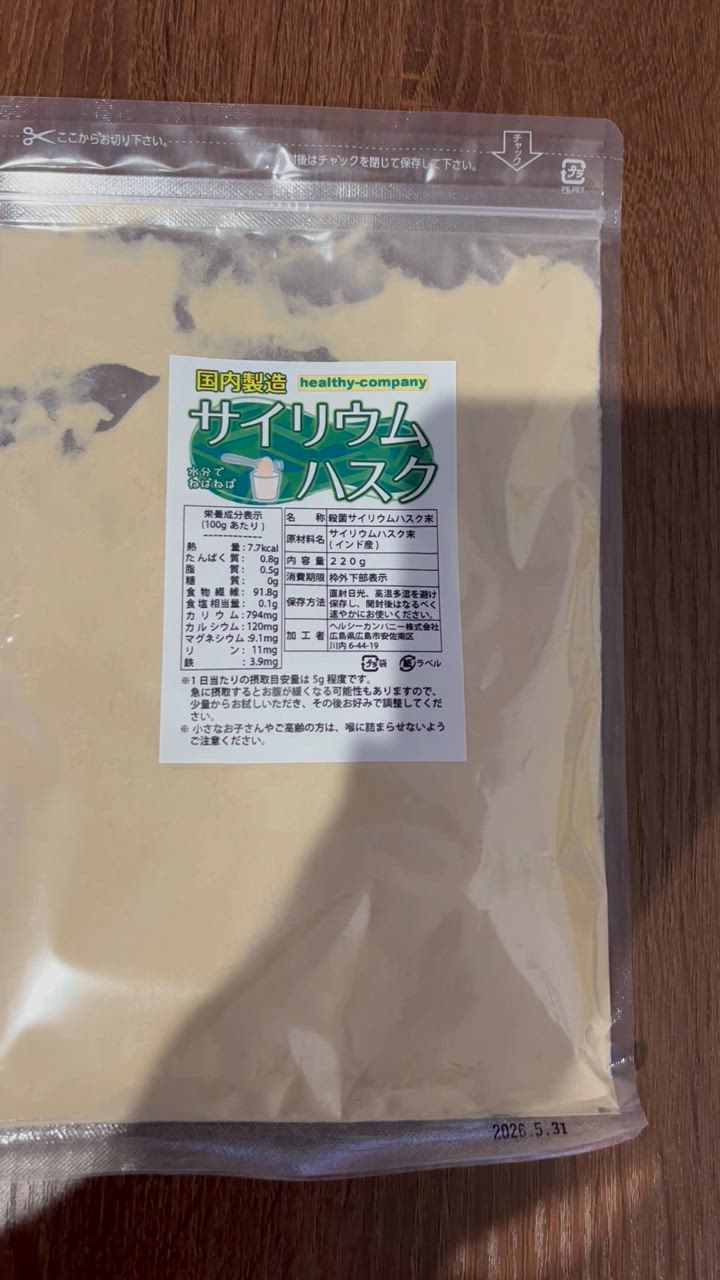 ここからお切り下さい。
後はチャックを閉じて保存して下さい。
チャック
プラ
PE,PET
国内製造 healthy-company
サイリウム
ハスク
水分で
ねばねば
栄養成分表示
(100g あたり)
------------
熱量:7.7kcal
たんぱく質: 0.8g
脂質: 0.5g
糖質: 0g
食物繊維: 91.8g
食塩相当量: 0.1g
カリウム:794mg
カルシウム:120mg
マグネシウム:9.1mg
リン: 11mg
鉄: 3.9mg
名称 殺菌サイリウムハスク末
原材料名 サイリウムハスク末
(インド産)
内容量 220g
消費期限 枠外下部表示
保存方法 直射日光、高温多湿を避け
保存し、開封後はなるべく
速やかにお使いください。
加工者 ヘルシーカンパニー株式会社
広島県広島市安佐南区
川内 6-44-19
プラ 袋 紙 ラベル
※1日当たりの摂取目安量は 5g 程度です。
急に摂取するとお腹が緩くなる可能性もありますので、
少量からお試しいただき、その後お好みで調整してくだ
さい。
※ 小さなお子さんやご高齢の方は、喉に詰まらせないよう
ご注意ください。
2026.5.31